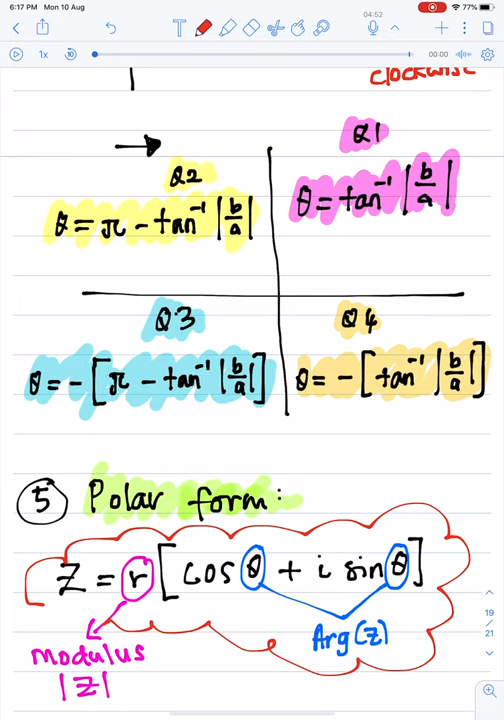 6:17 PM Mon 10 Aug
77%
04:52
1x
10
00:00
clockwise
Q1
θ = tan⁻¹ |b/a|
Q2
θ = π − tan⁻¹ |b/a|
Q3
θ = −[π − tan⁻¹ |b/a|]
Q4
θ = −[tan⁻¹ |b/a|]
5 Polar form:
Z = r [cos θ + i sin θ]
Arg(Z)
modulus
|Z|
19
21